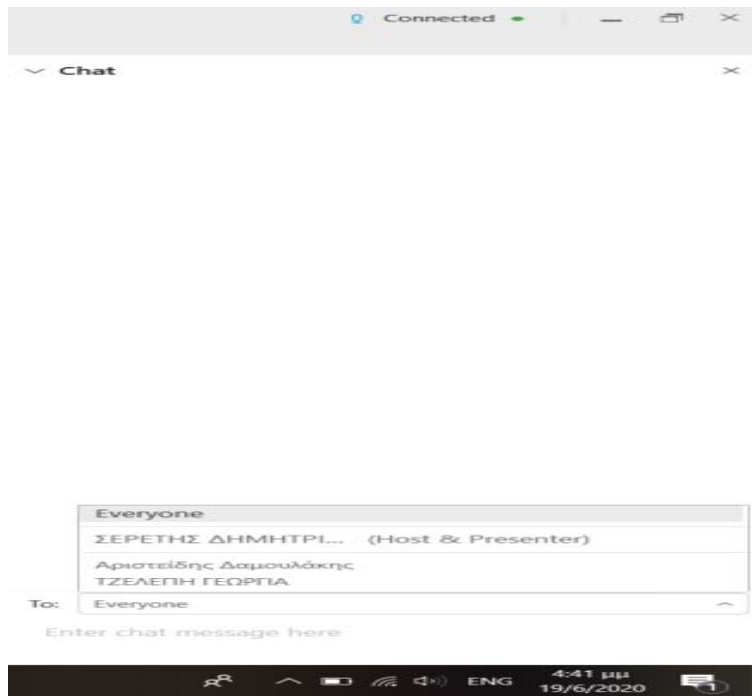 Connected
Chat
Everyone
ΣΕΡΕΤΗΣ ΔΗΜΗΤΡΙ... (Host & Presenter)
Αριστείδης Δαμουλάκης
ΤΖΕΛΕΠΗ ΓΕΩΡΓΙΑ
To: Everyone
Enter chat message here
ENG
4:41 μμ
19/6/2020
1